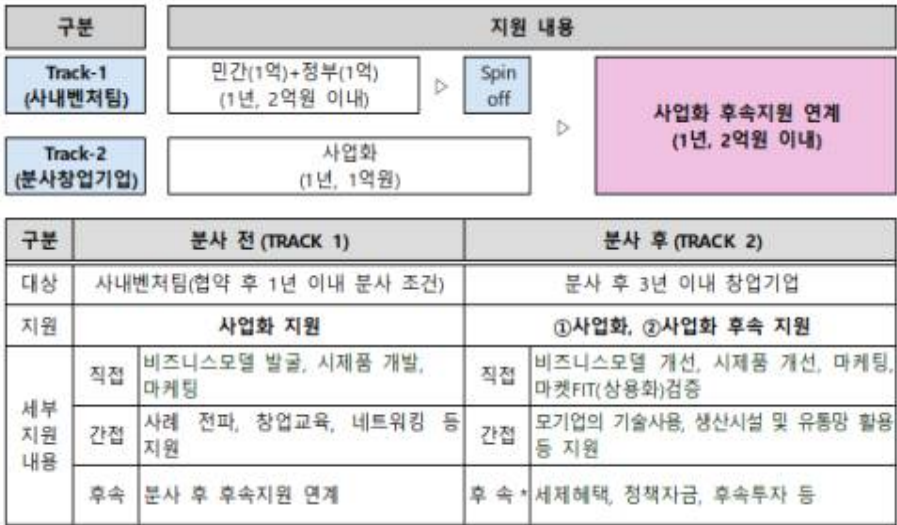 구분 지원 내용
Track-1
(사내벤처팀)
민간(1억)+정부(1억)
(1년, 2억원 이내)
▷
Spin
off
▷
사업화 후속지원 연계
(1년, 2억원 이내)
Track-2
(분사창업기업)
사업화
(1년, 1억원)
구분 분사 전 (TRACK 1) 분사 후 (TRACK 2)
대상 사내벤처팀(협약 후 1년 이내 분사 조건) 분사 후 3년 이내 창업기업
지원 사업화 지원 ①사업화, ②사업화 후속 지원
세부
지원
내용
직접
비즈니스모델 발굴, 시제품 개발,
마케팅
직접
비즈니스모델 개선, 시제품 개선, 마케팅,
마켓FIT(상용화)검증
간접
사례 전파, 창업교육, 네트워킹 등
지원
간접
모기업의 기술사용, 생산시설 및 유통망 활용
등 지원
후속 분사 후 후속지원 연계
후 속 * 세제혜택, 정책자금, 후속투자 등